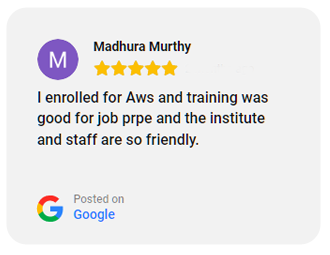 M
Madhura Murthy
I enrolled for Aws and training was
good for job prpe and the institute
and staff are so friendly.
Posted on
Google